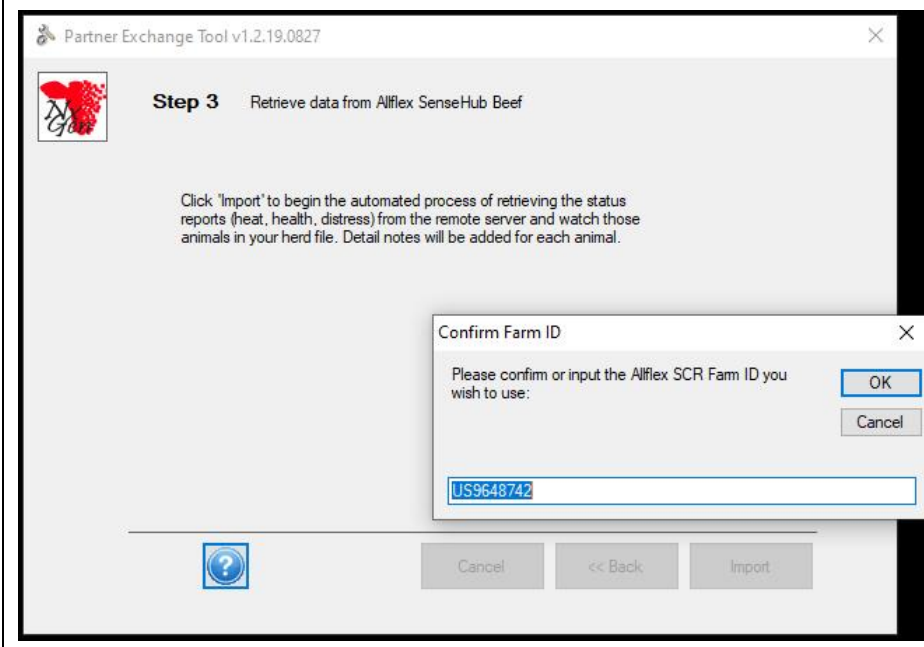 Partner Exchange Tool v1.2.19.0827
NxGen
Step 3 Retrieve data from Allflex SenseHub Beef
Click 'Import' to begin the automated process of retrieving the status
reports (heat, health, distress) from the remote server and watch those
animals in your herd file. Detail notes will be added for each animal.
Confirm Farm ID
Please confirm or input the Allflex SCR Farm ID you
wish to use:
OK
Cancel
US9648742
?
Cancel
<< Back
Import